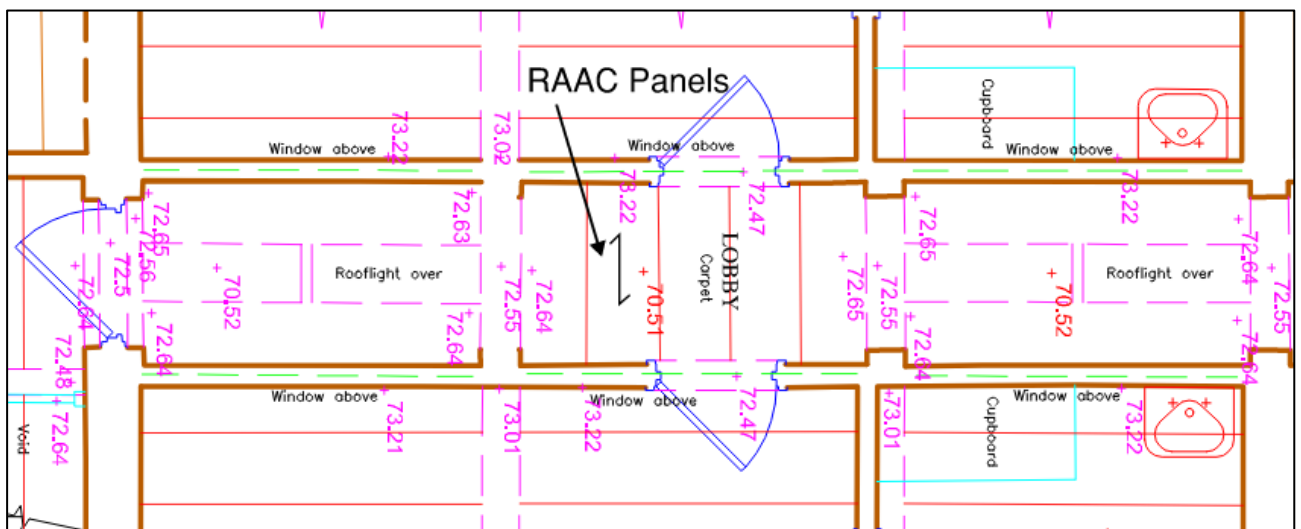 RAAC Panels
Window above
73.22
73.02
Window above
Cupboard
Window above
73.22
72.47
73.22
72.65
72.56
72.5
72.64
70.52
Rooflight over
72.63
72.64
72.64
72.55
72.64
70.51
LOBBY
Carpet
72.65
72.55
72.65
72.64
70.52
Rooflight over
72.64
72.64
72.55
72.48
72.64
Void
Window above
73.21
73.01
73.22
Window above
72.47
73.01
Cupboard
Window above
73.22